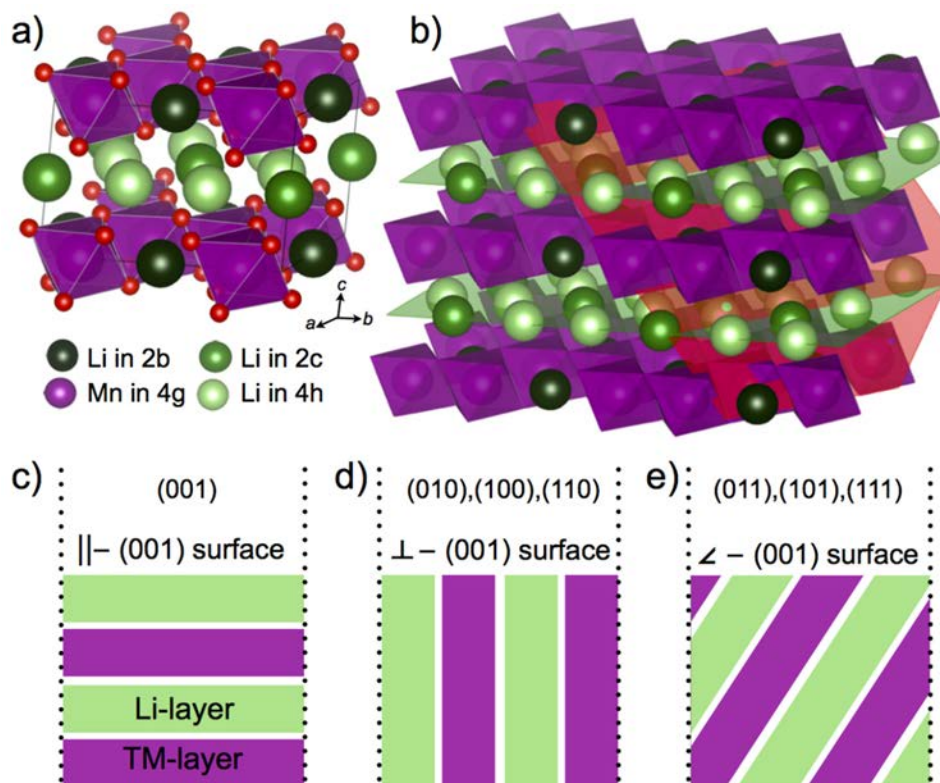 a)
b)
c
a
b
Li in 2b
Li in 2c
Mn in 4g
Li in 4h
c)
d)
e)
(001)
(010),(100),(110)
(011),(101),(111)
||– (001) surface
⊥ – (001) surface
∠ – (001) surface
Li-layer
TM-layer